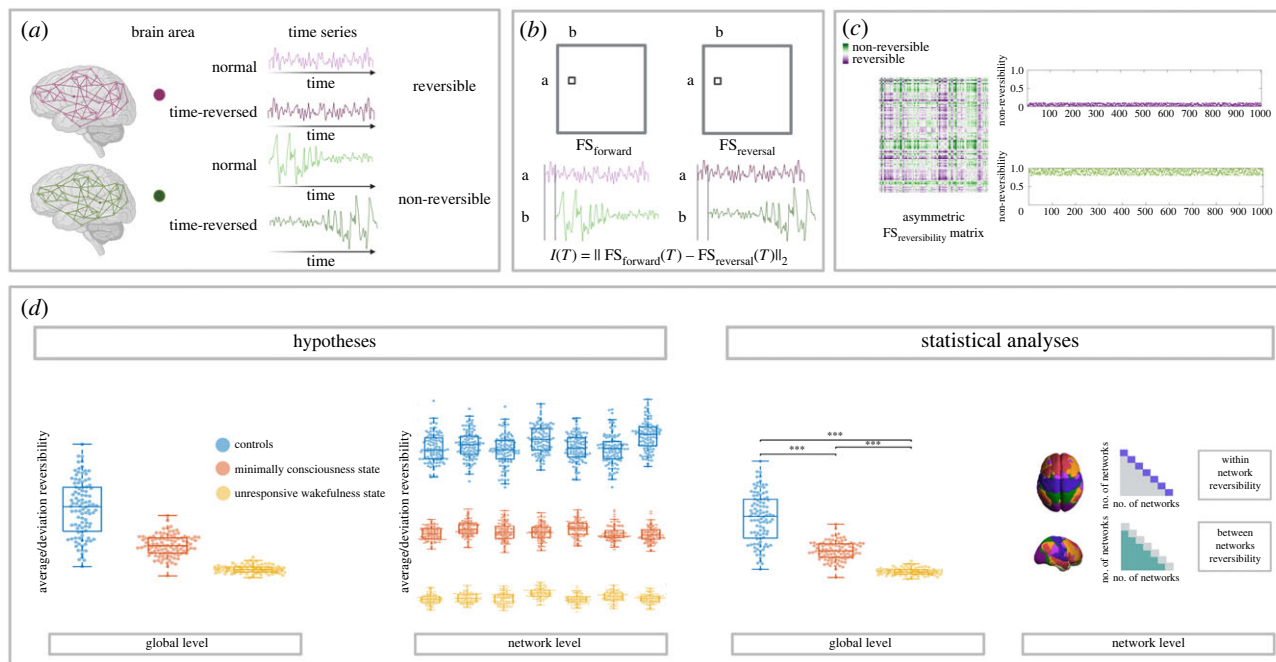 (a)
brain area
time series
normal
time
reversible
time-reversed
time
normal
time
non-reversible
time-reversed
time
(b)
b
b
a
a
FSforward
FSreversal
a
a
b
b
I(T) = || FSforward(T) – FSreversal(T)||2
(c)
non-reversible
reversible
asymmetric
FSreversibility matrix
non-reversibility
1.0
0.5
0
100 200 300 400 500 600 700 800 900 1000
non-reversibility
1.0
0.5
0 100 200 300 400 500 600 700 800 900 1000
(d)
hypotheses
average/deviation reversibility
controls
minimally consciousness state
unresponsive wakefulness state
global level
average/deviation reversibility
network level
statistical analyses
***
***
***
global level
no. of networks
no. of networks
within
network
reversibility
no. of networks
no. of networks
between
networks
reversibility
network level